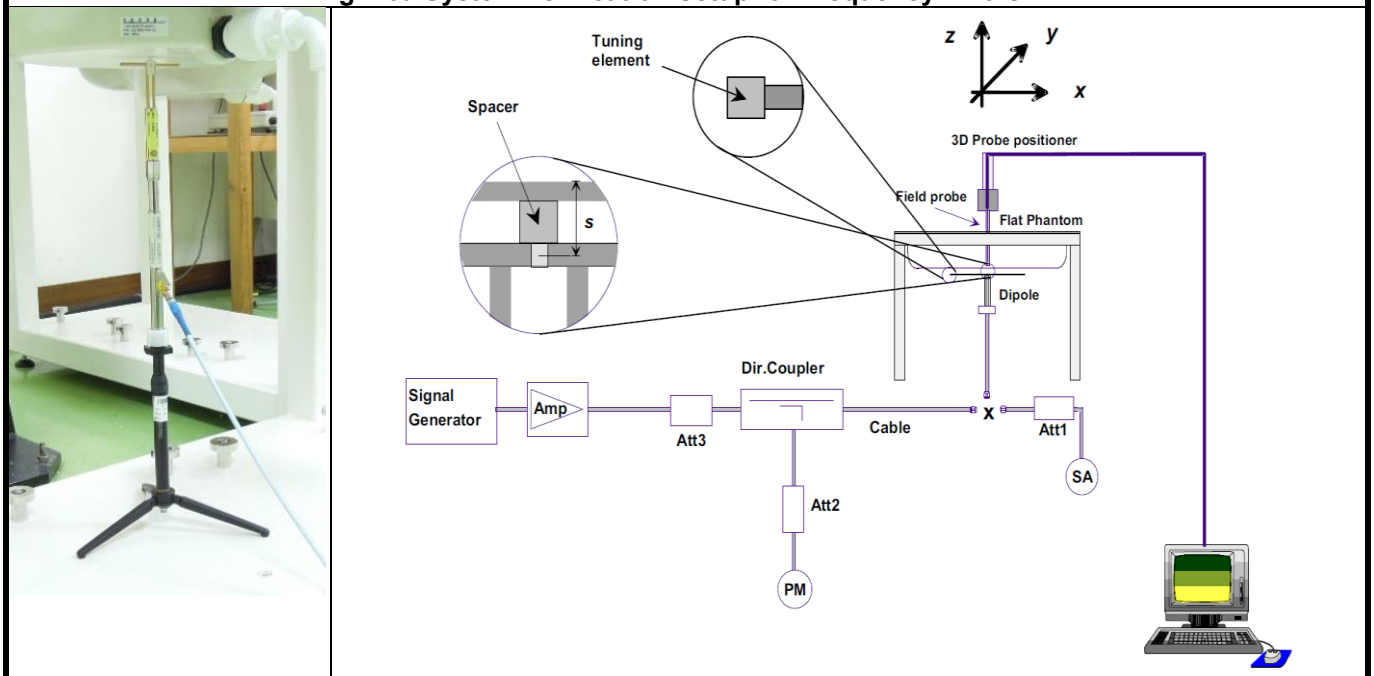 Tuning
element
z
y
x
Spacer
3D Probe positioner
Field probe
s
Flat Phantom
Dipole
Dir.Coupler
Signal
Generator
Amp
Att3
Cable
X
Att1
SA
Att2
PM